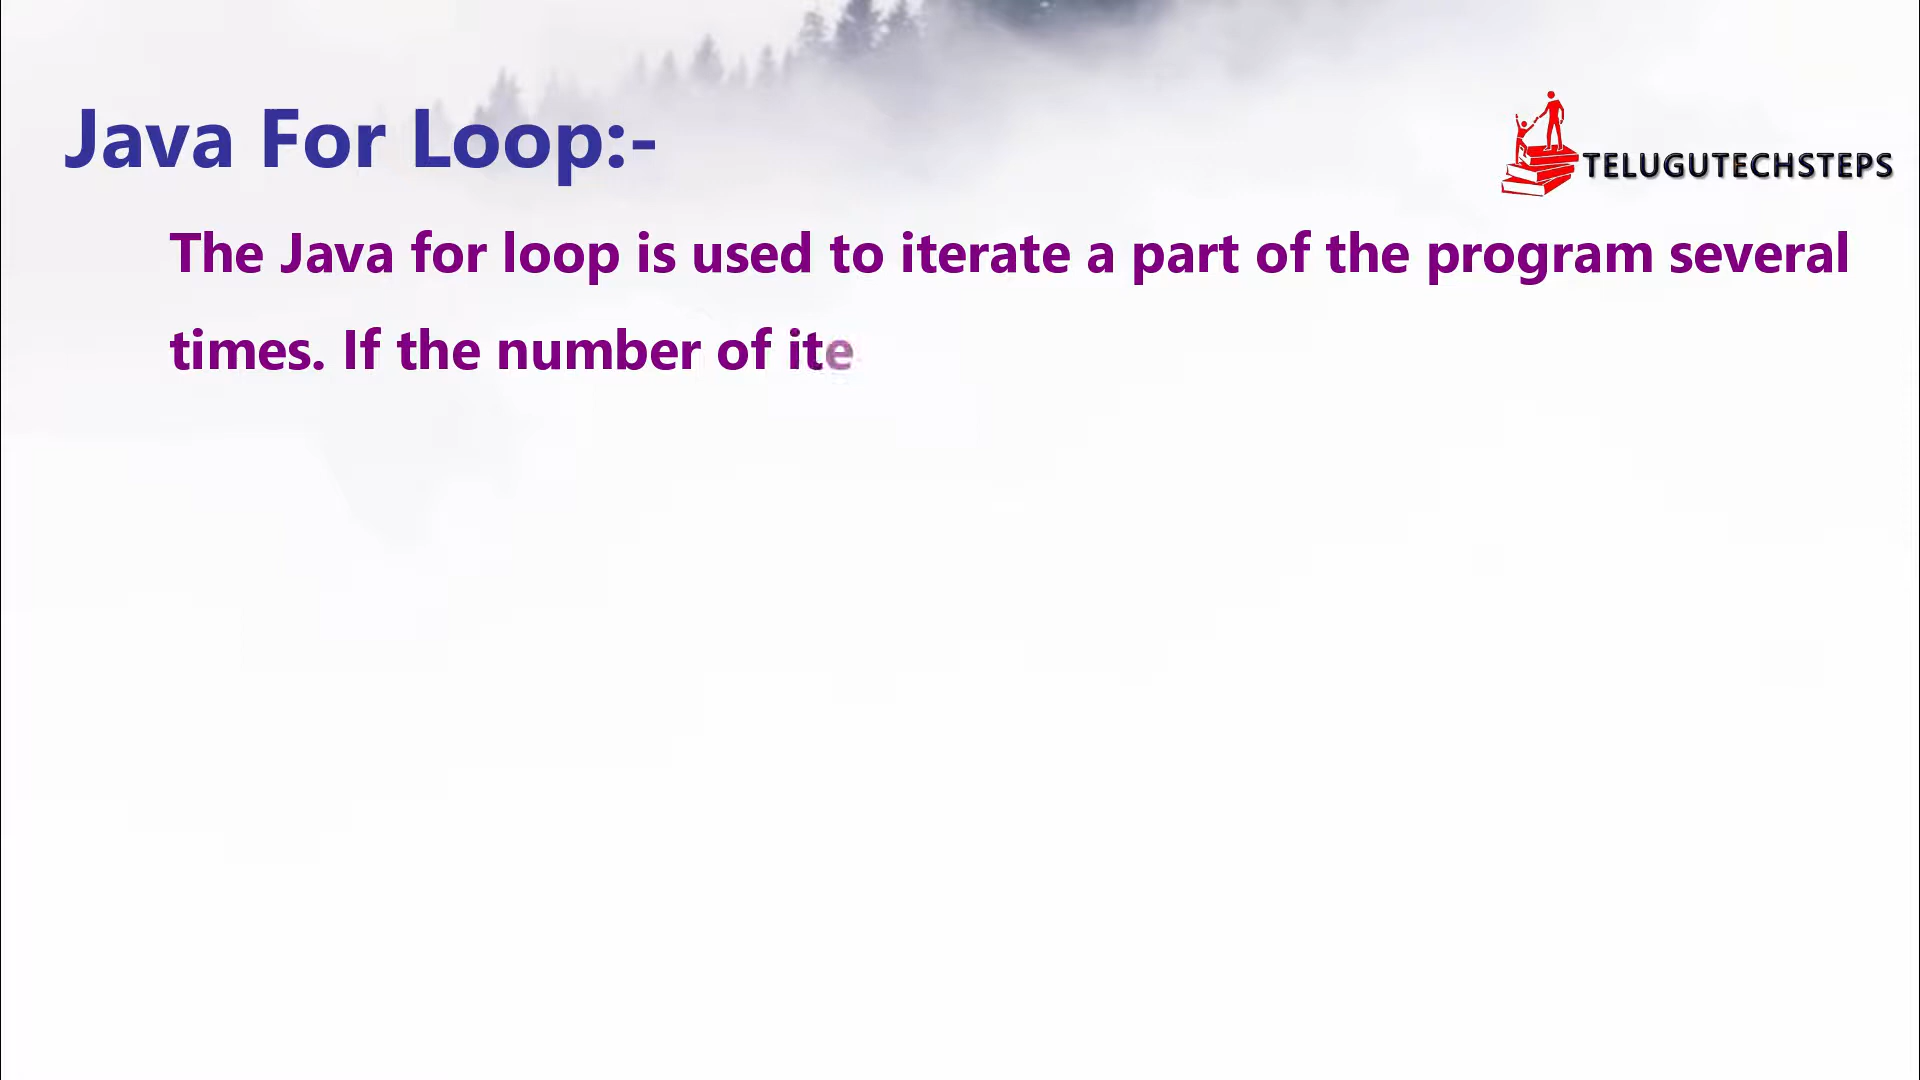 Java For Loop:-
TELUGUTECHSTEPS
The Java for loop is used to iterate a part of the program several
times. If the number of ite